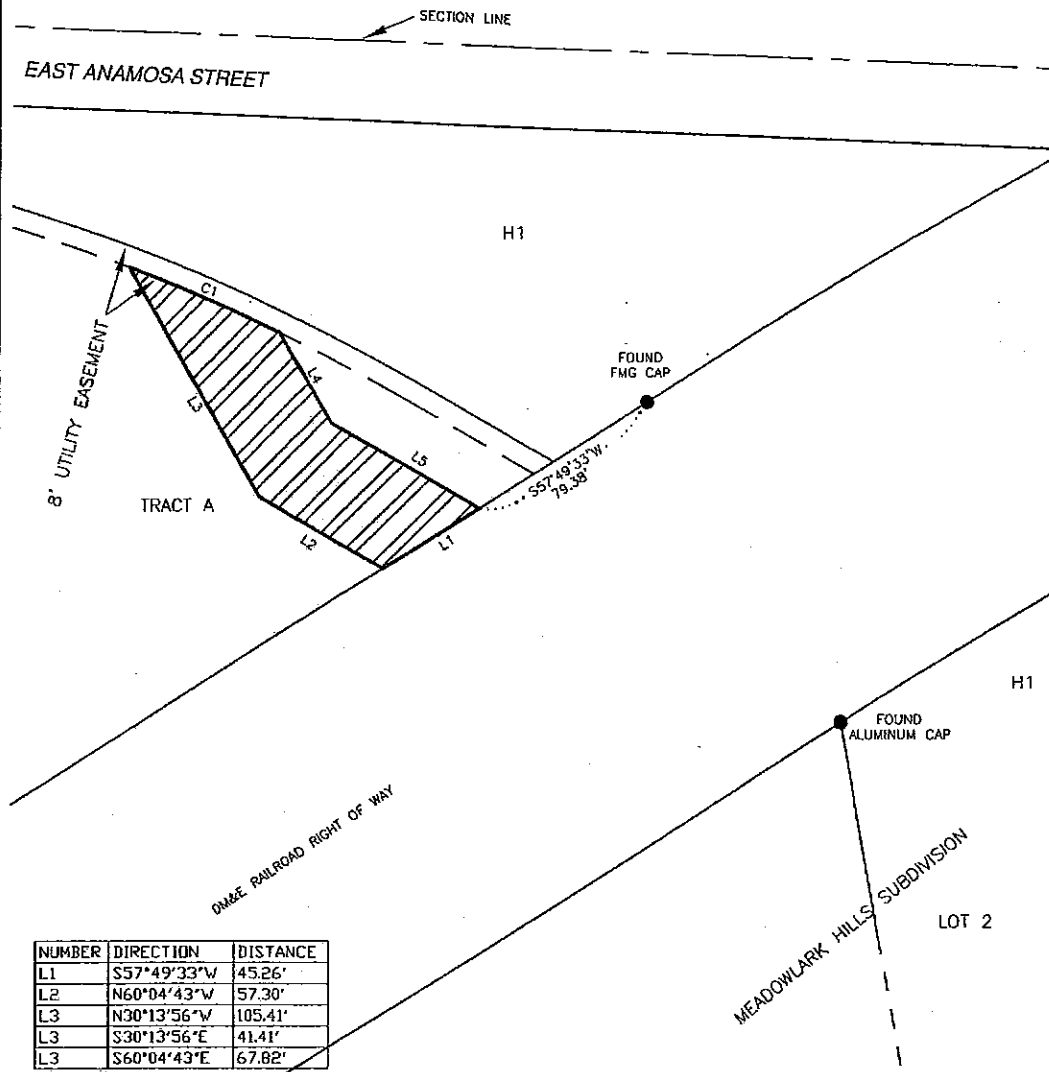 SECTION LINE
EAST ANAMOSA STREET
H1
C1
8' UTILITY EASEMENT
L4
FOUND
FMG CAP
L3
L5
S57°49'33"W
79.38'
TRACT A
L2
L1
H1
FOUND
ALUMINUM CAP
DM&E RAILROAD RIGHT OF WAY
MEADOWLARK HILLS SUBDIVISION
LOT 2
NUMBER DIRECTION DISTANCE
L1 S57°49'33"W 45.26'
L2 N60°04'43"W 57.30'
L3 N30°13'56"W 105.41'
L3 S30°13'56"E 41.41'
L3 S60°04'43"E 67.82'